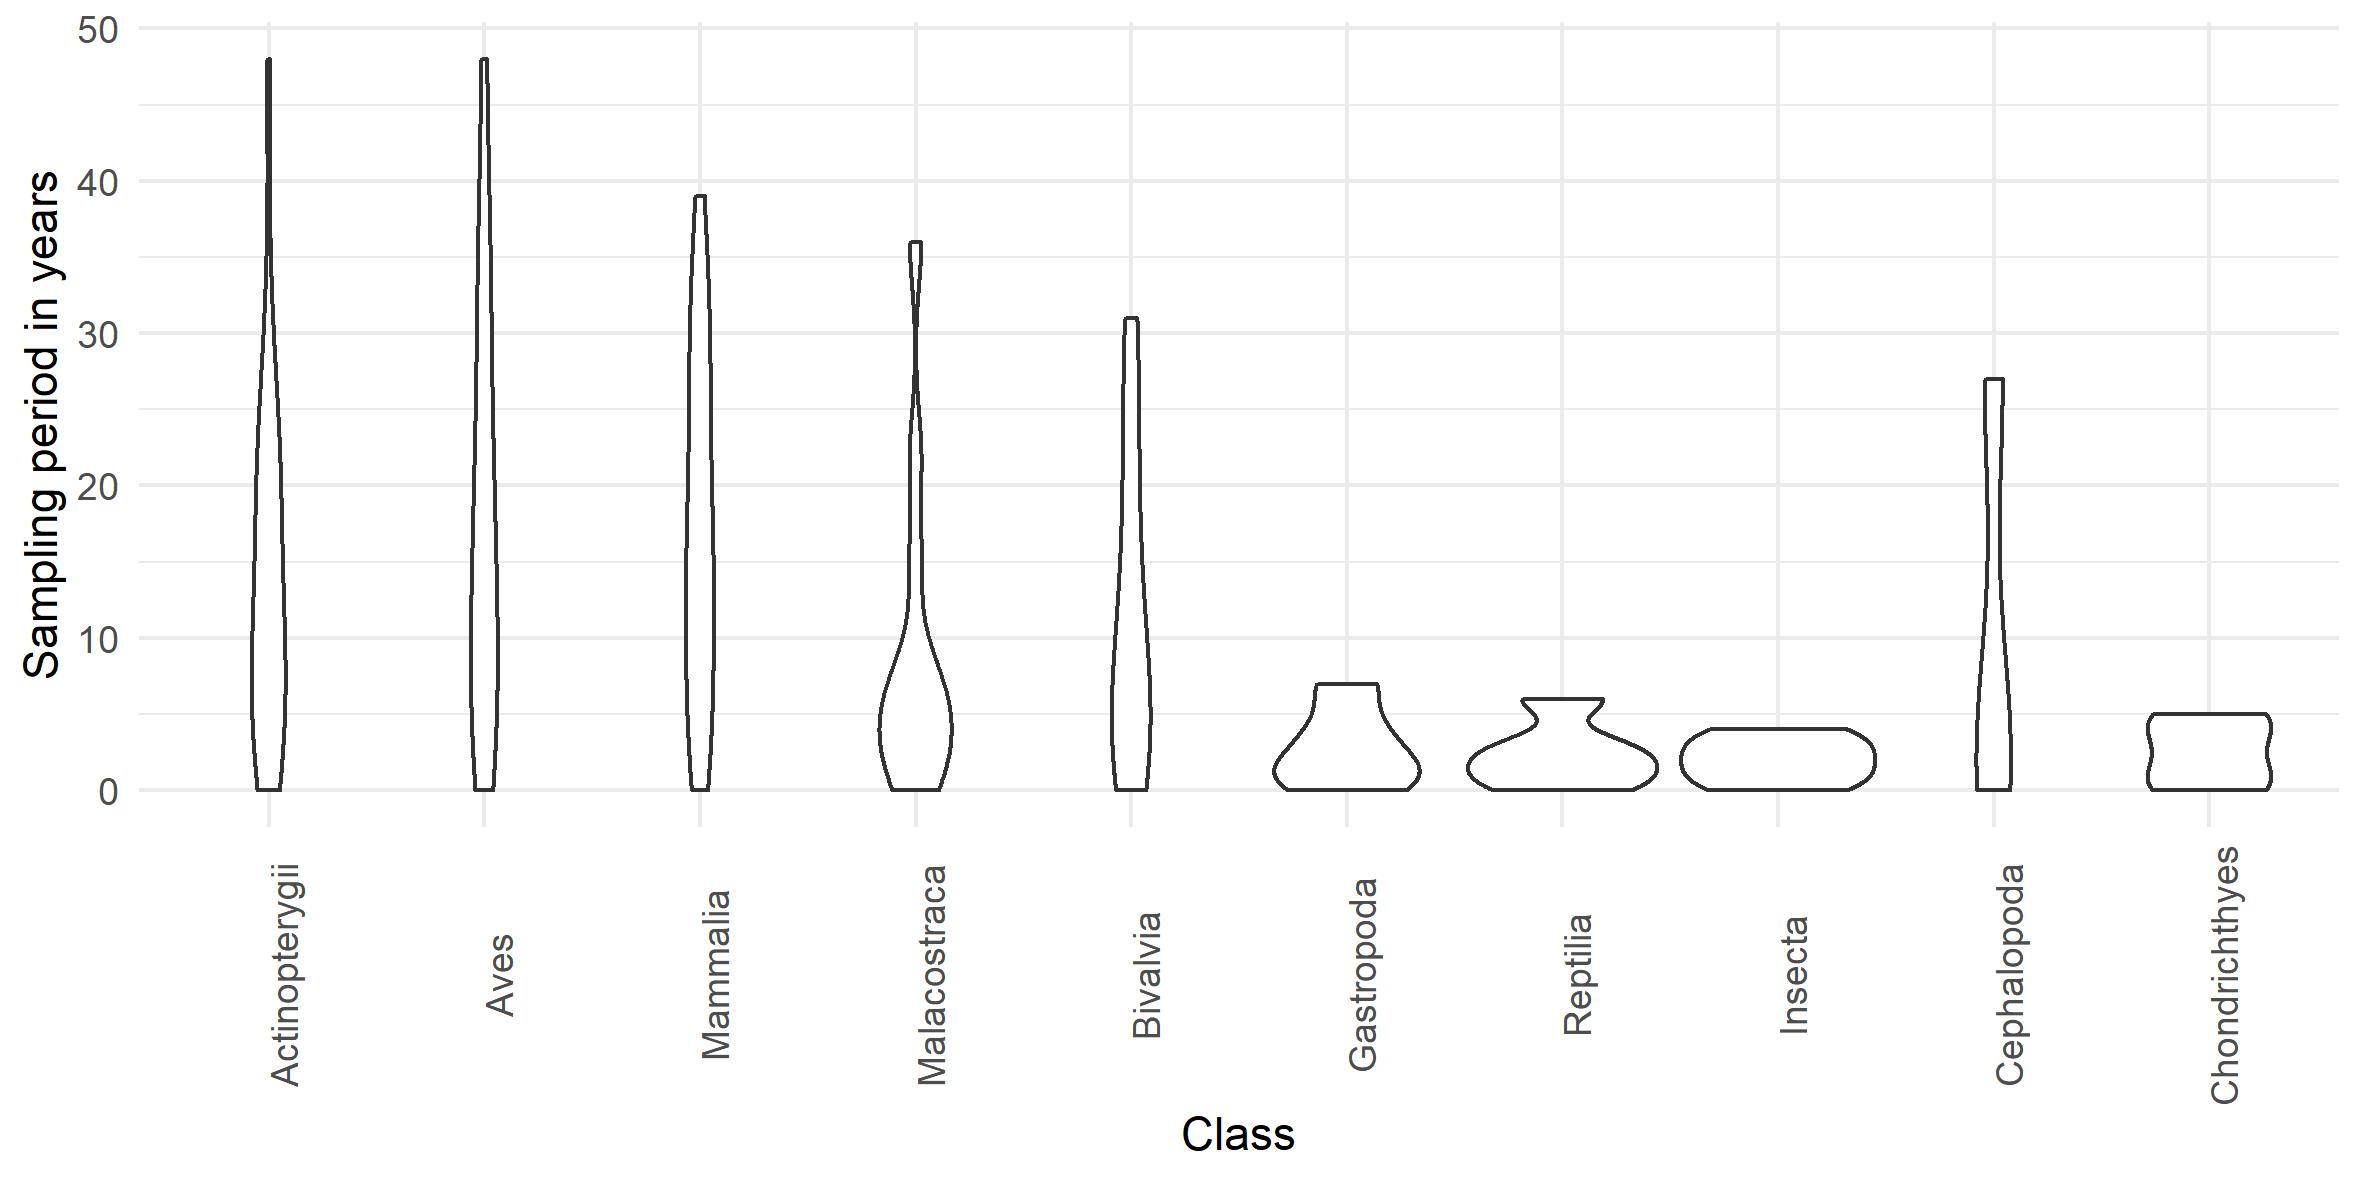 50
40
30
20
10
0
Sampling period in years
Actinopterygii
Aves
Mammalia
Malacostraca
Bivalvia
Gastropoda
Reptilia
Insecta
Cephalopoda
Chondrichthyes
Class